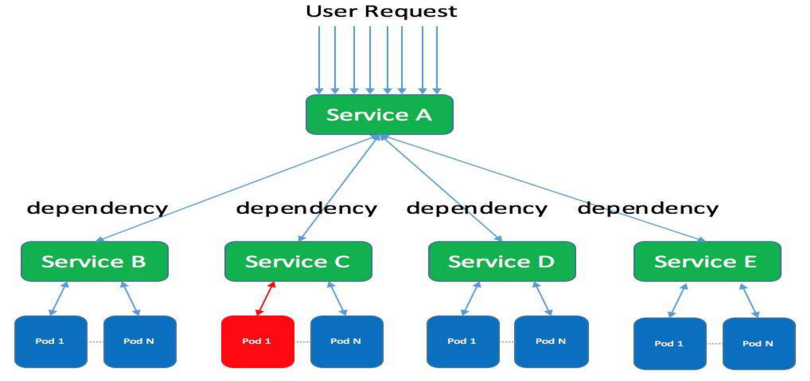 User Request
Service A
dependency dependency dependency dependency
Service B Service C Service D Service E
Pod 1 Pod N Pod 1 Pod N Pod 1 Pod N Pod 1 Pod N